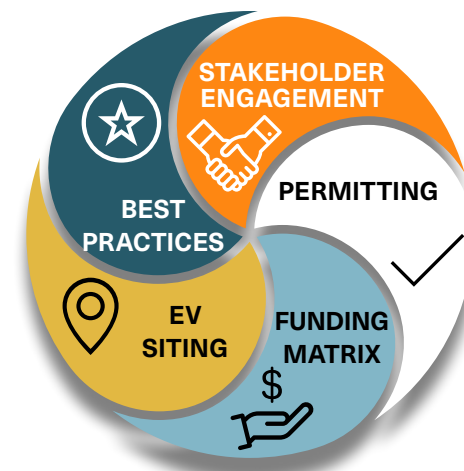 STAKEHOLDER
ENGAGEMENT
PERMITTING
FUNDING
MATRIX
$
EV
SITING
BEST
PRACTICES